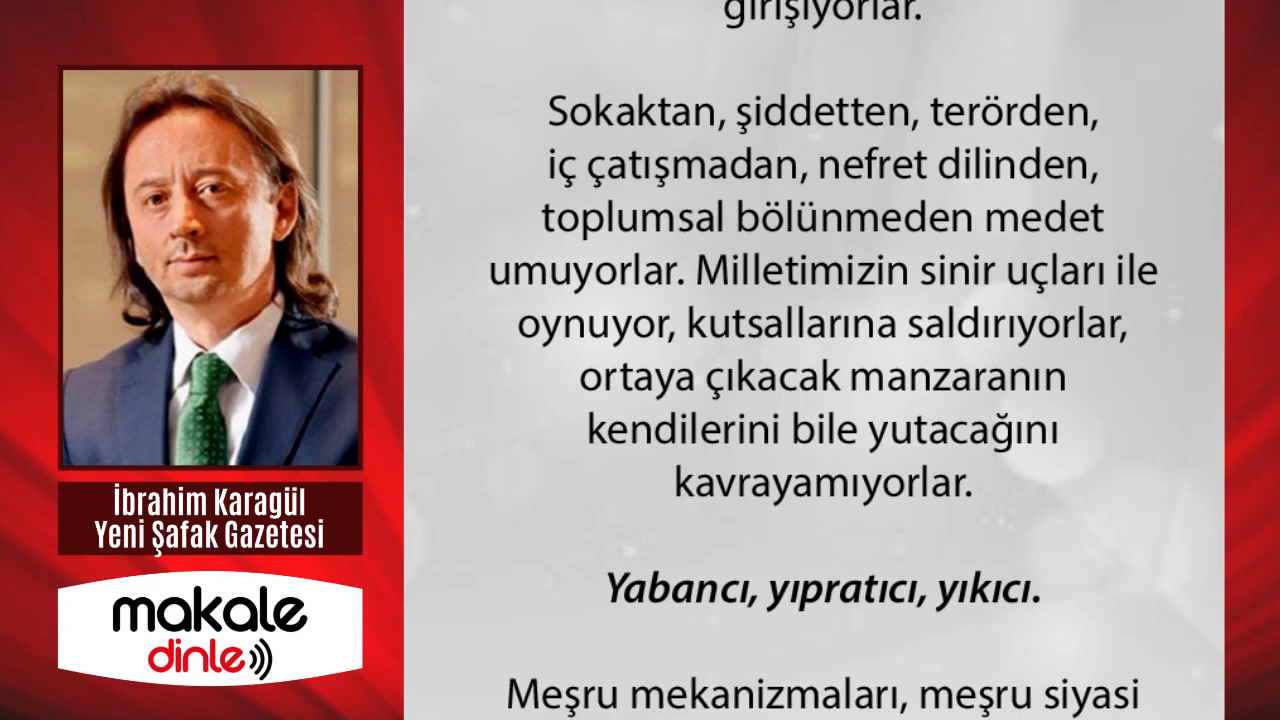 girişiyorlar.
Sokaktan, şiddetten, terörden,
iç çatışmadan, nefret dilinden,
toplumsal bölünmeden medet
umuyorlar. Milletimizin sinir uçları ile
oynuyor, kutsallarına saldırıyorlar,
ortaya çıkacak manzaranın
kendilerini bile yutacağını
kavrayamıyorlar.
Yabancı, yıpratıcı, yıkıcı.
Meşru mekanizmaları, meşru siyasi
İbrahim Karagül
Yeni Şafak Gazetesi
makale
dinle